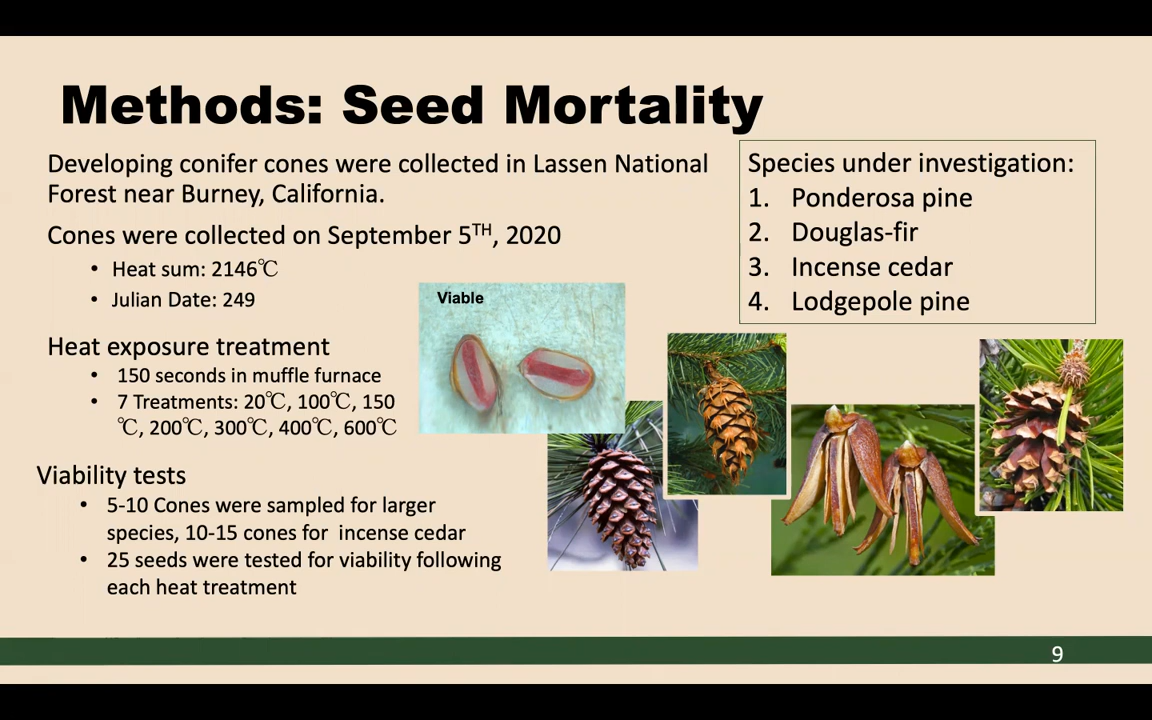 Methods: Seed Mortality
Developing conifer cones were collected in Lassen National
Forest near Burney, California.
Cones were collected on September 5TH, 2020
• Heat sum: 2146℃
• Julian Date: 249
Heat exposure treatment
• 150 seconds in muffle furnace
• 7 Treatments: 20℃, 100℃, 150
℃, 200℃, 300℃, 400℃, 600℃
Viability tests
• 5-10 Cones were sampled for larger
species, 10-15 cones for incense cedar
• 25 seeds were tested for viability following
each heat treatment
Viable
Species under investigation:
1. Ponderosa pine
2. Douglas-fir
3. Incense cedar
4. Lodgepole pine
9